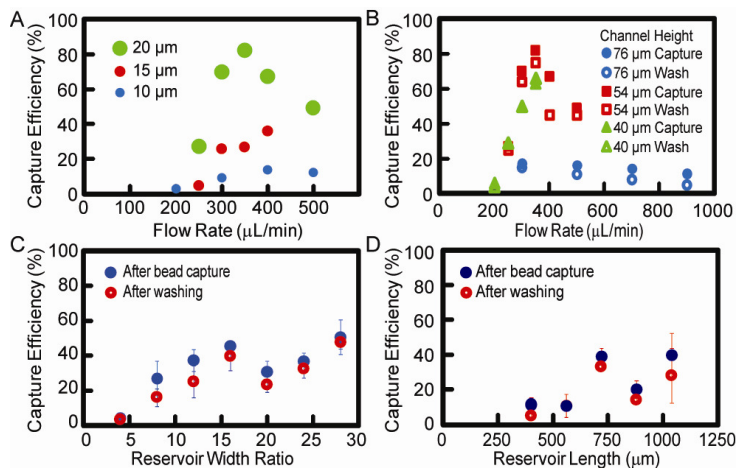 A
Capture Efficiency (%)
100
80
60
40
20
0
20 µm
15 µm
10 µm
0 100 200 300 400 500 600
Flow Rate (µL/min)
B
Capture Efficiency (%)
100
80
60
40
20
0
Channel Height
76 µm Capture
76 µm Wash
54 µm Capture
54 µm Wash
40 µm Capture
40 µm Wash
0 200 400 600 800 1000
Flow Rate (µL/min)
C
Capture Efficiency (%)
100
80
60
40
20
0
After bead capture
After washing
0 5 10 15 20 25 30
Reservoir Width Ratio
D
Capture Efficiency (%)
100
80
60
40
20
0
After bead capture
After washing
0 250 500 750 1000 1250
Reservoir Length (µm)